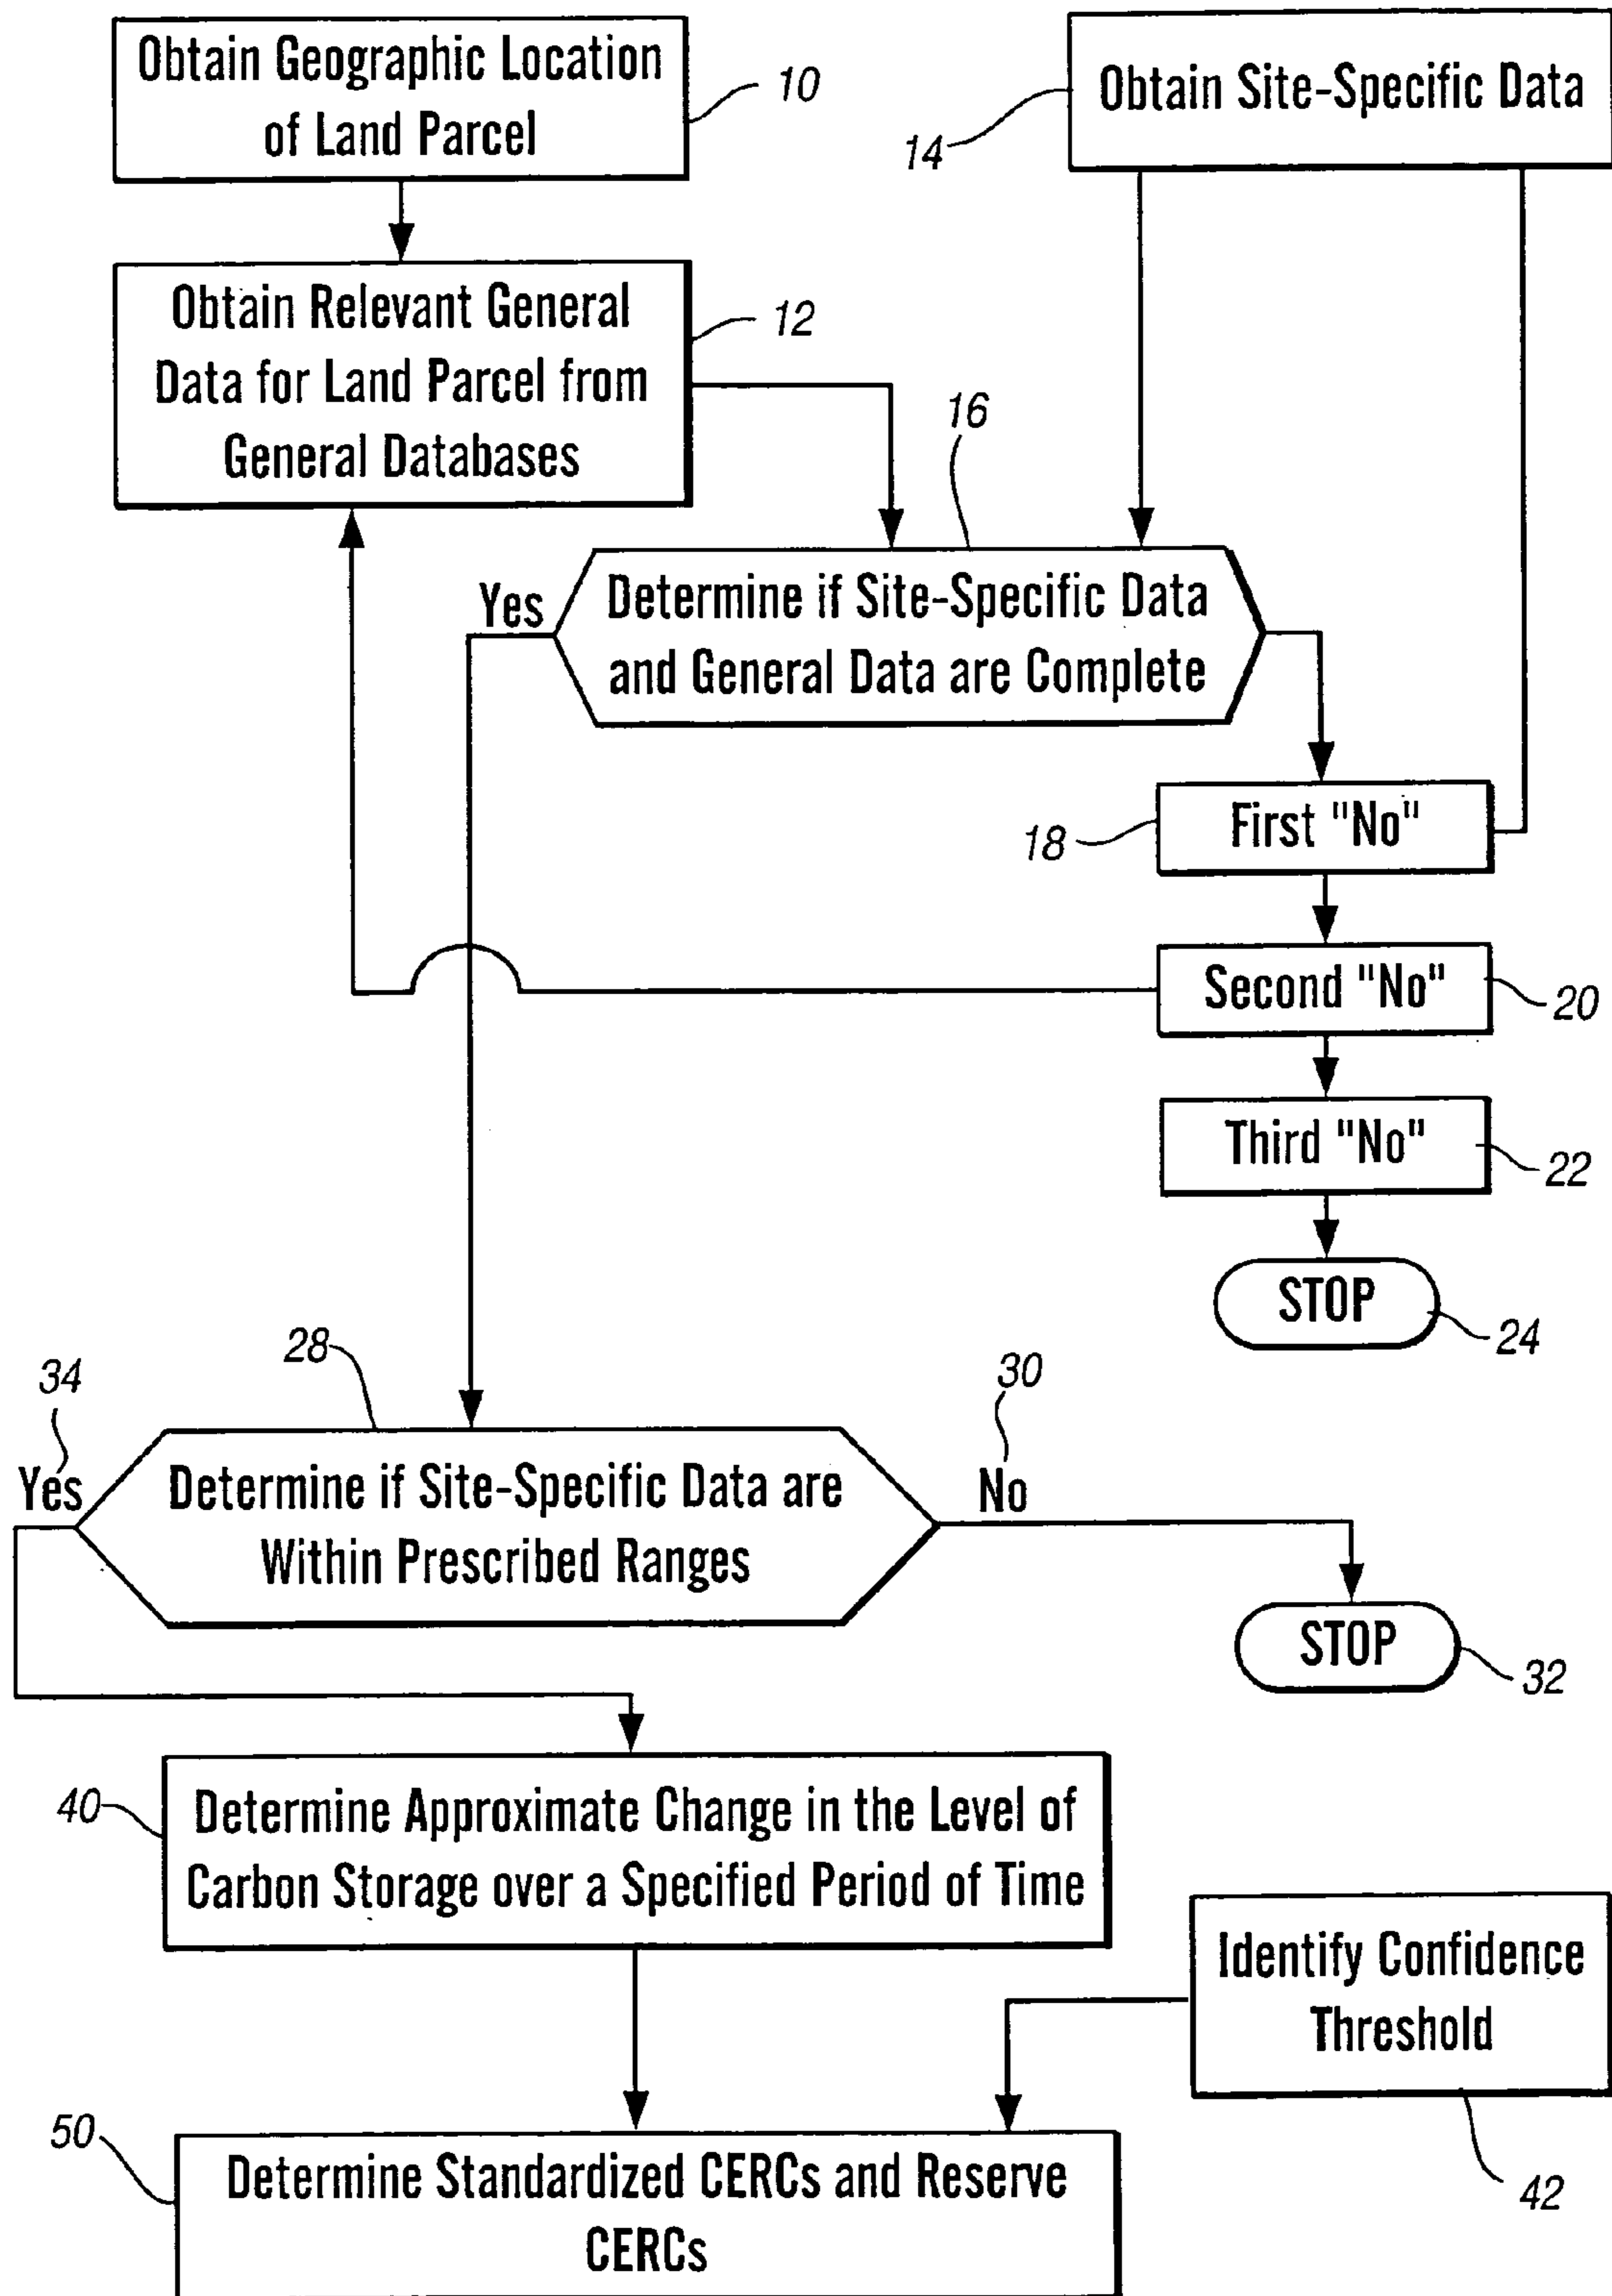 Obtain Geographic Location
of Land Parcel
10
Obtain Site-Specific Data
14
Obtain Relevant General
Data for Land Parcel from
General Databases
12
16
Yes
Determine if Site-Specific Data
and General Data are Complete
First "No"
18
Second "No"
20
Third "No"
22
STOP
24
28
34
30
Yes
Determine if Site-Specific Data are
Within Prescribed Ranges
No
STOP
32
40
Determine Approximate Change in the Level of
Carbon Storage over a Specified Period of Time
Identify Confidence
Threshold
42
50
Determine Standardized CERCs and Reserve
CERCs